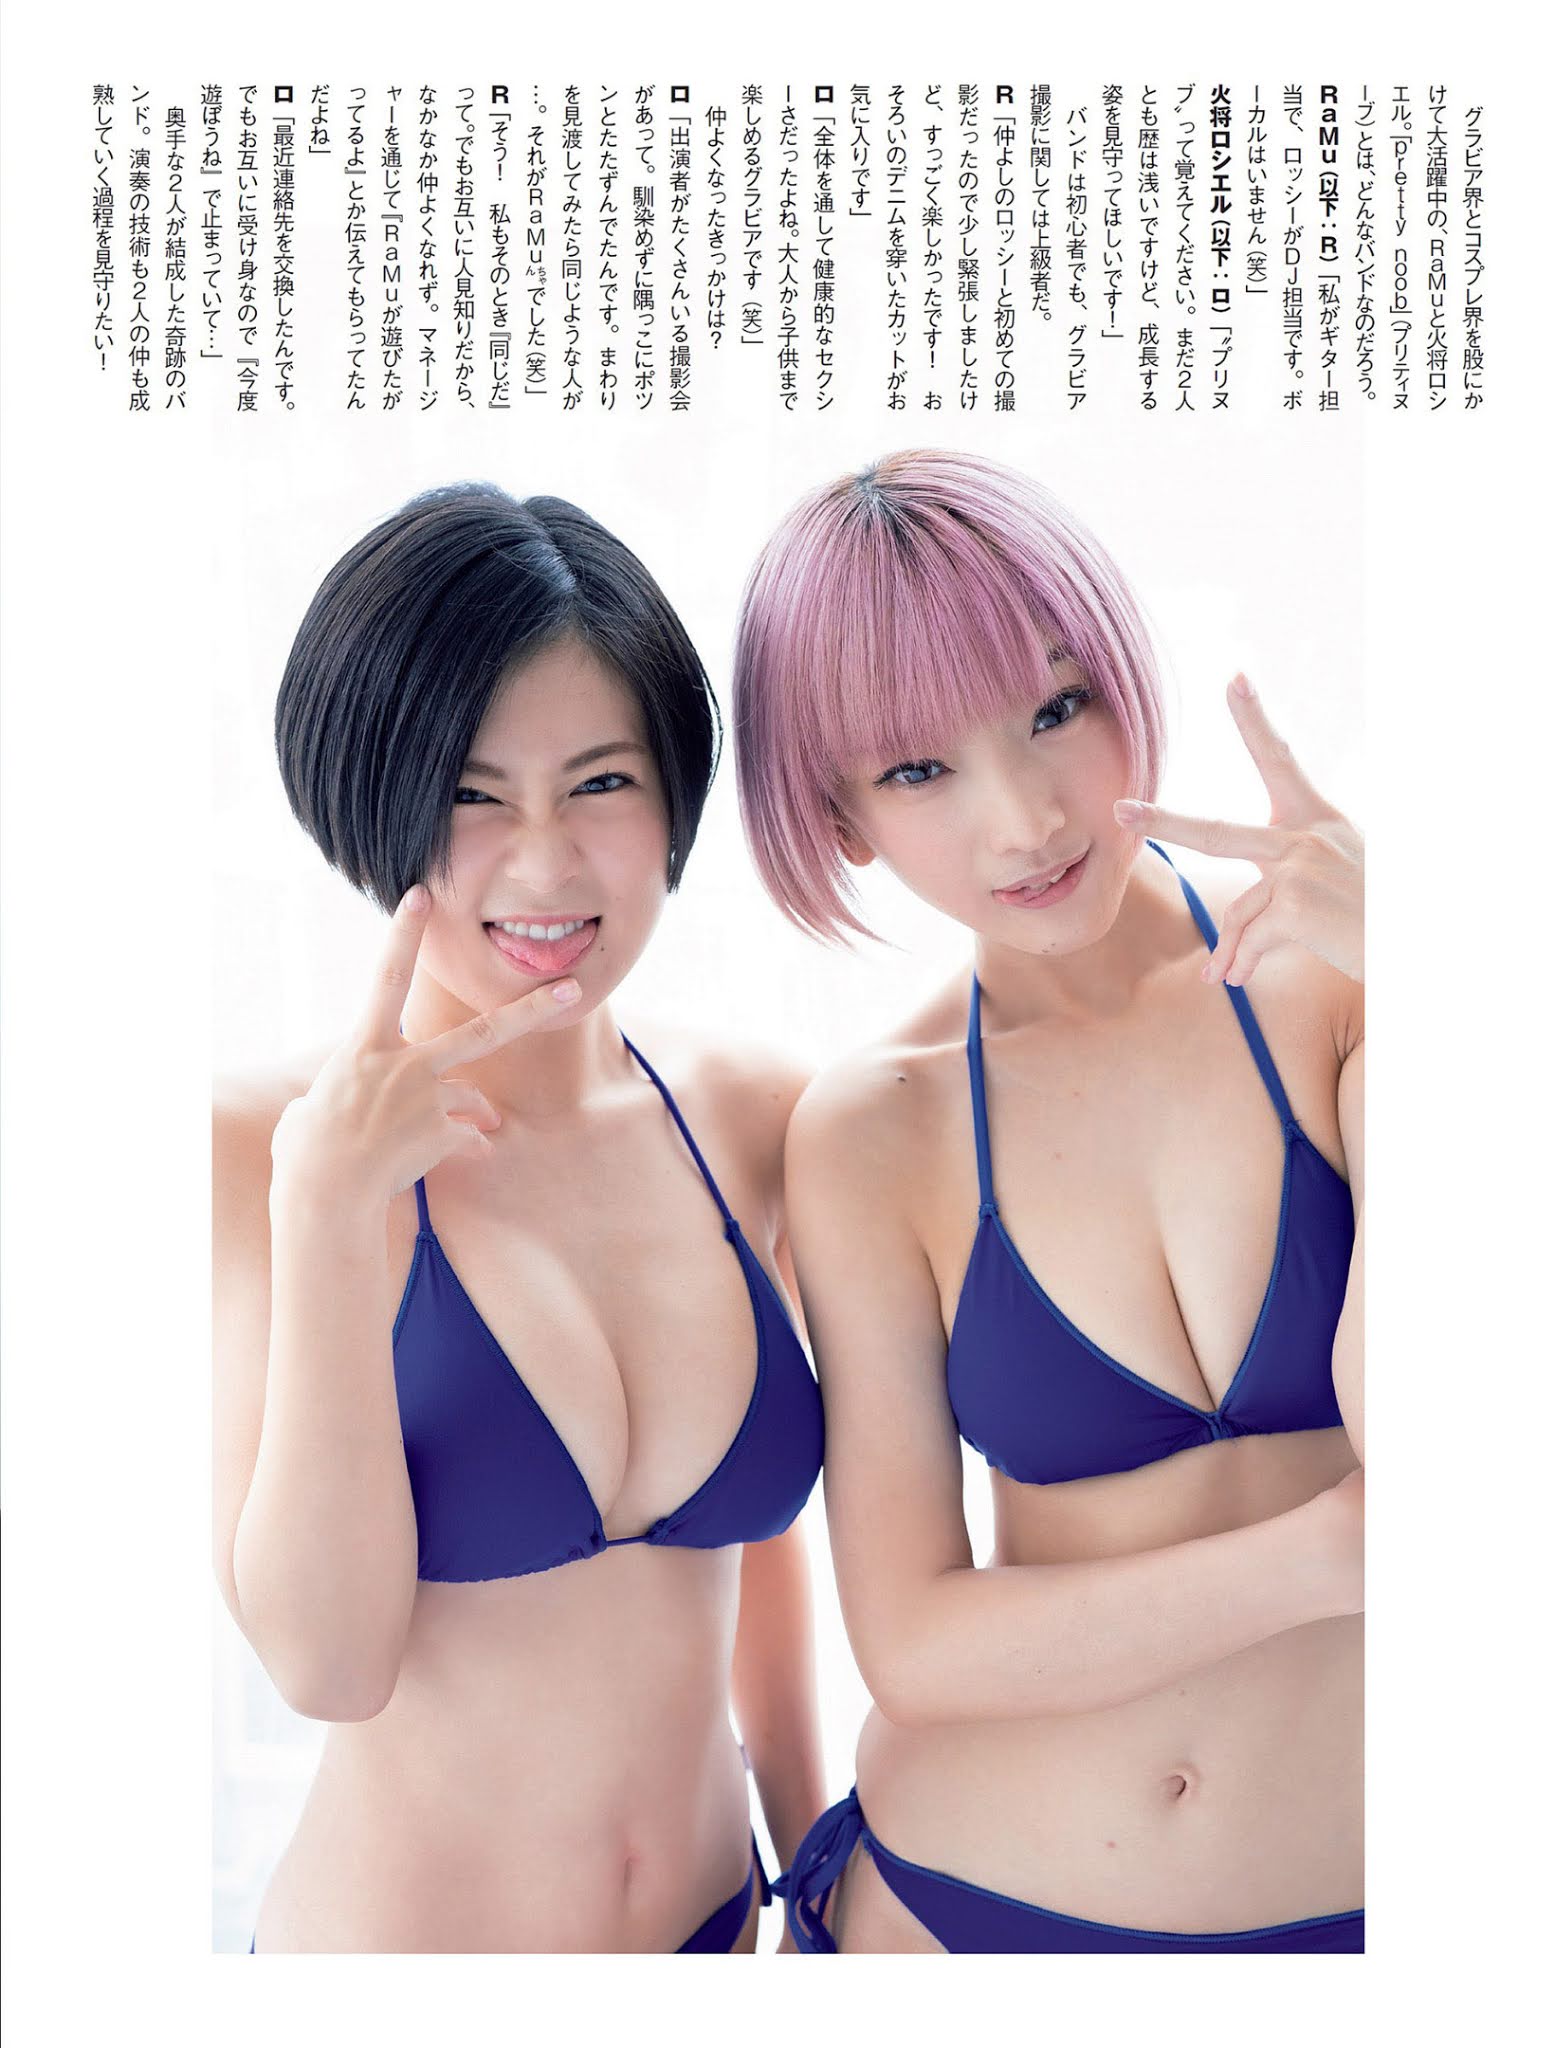 グラビア界とコスプレ界を股にか
けて大活躍中の、RaMuと火将ロシ
エル。『pretty noob』(プリティヌ
ーブ)とは、どんなバンドなのだろう。
RaMu(以下：R)「私がギター担
当で、ロッシーがDJ担当です。ボ
ーカルはいません(笑)」
火将ロシエル(以下：ロ)「〝プリヌ
ブ〟って覚えてください。まだ2人
とも歴は浅いですけど、成長する
姿を見守ってほしいです！」
バンドは初心者でも、グラビア
撮影に関しては上級者だ。
R「仲よしのロッシーと初めての撮
影だったので少し緊張しましたけ
ど、すっごく楽しかったです！　お
そろいのデニムを穿いたカットがお
気に入りです」
ロ「全体を通して健康的なセクシ
ーさだったよね。大人から子供まで
楽しめるグラビアです(笑)」
仲よくなったきっかけは？
ロ「出演者がたくさんいる撮影会
があって。馴染めずに隅っこにポツ
ンとたたずんでたんです。まわり
を見渡してみたら同じような人が
…。それがRaMuちゃんでした(笑)」
R「そう！　私もそのとき『同じだ』
って。でもお互いに人見知りだから、
なかなか仲よくなれず。マネージ
ャーを通じて『RaMuが遊びたが
ってるよ』とか伝えてもらってたん
だよね」
ロ「最近連絡先を交換したんです。
でもお互いに受け身なので『今度
遊ぼうね』で止まっていて…」
奥手な2人が結成した奇跡のバ
ンド。演奏の技術も2人の仲も成
熟していく過程を見守りたい！